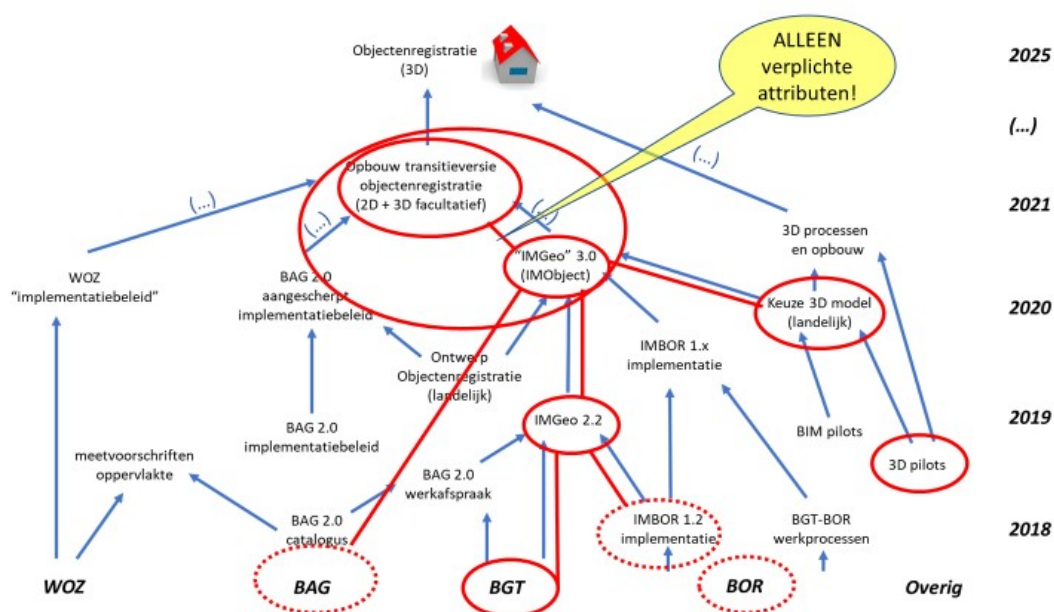 Objectenregistratie
(3D)
ALLEEN
verplichte
attributen!
2025
(...)
(...)
Opbouw transitieversie
objectenregistratie
(2D + 3D facultatief)
(...)
(...)
(...)
2021
3D processen
en opbouw
"IMGeo" 3.0
(IMObject)
WOZ
"implementatiebeleid"
BAG 2.0
aangescherpt
implementatiebeleid
Keuze 3D model
(landelijk)
2020
Ontwerp
Objectenregistratie
(landelijk)
IMBOR 1.x
implementatie
2019
BAG 2.0
implementatiebeleid
IMGeo 2.2
BIM pilots
3D pilots
meetvoorschriften
oppervlakte
BAG 2.0
werkafspraak
BAG 2.0
catalogus
IMBOR 1.2
implementatie
BGT-BOR
werkprocessen
2018
WOZ
BAG
BGT
BOR
Overig